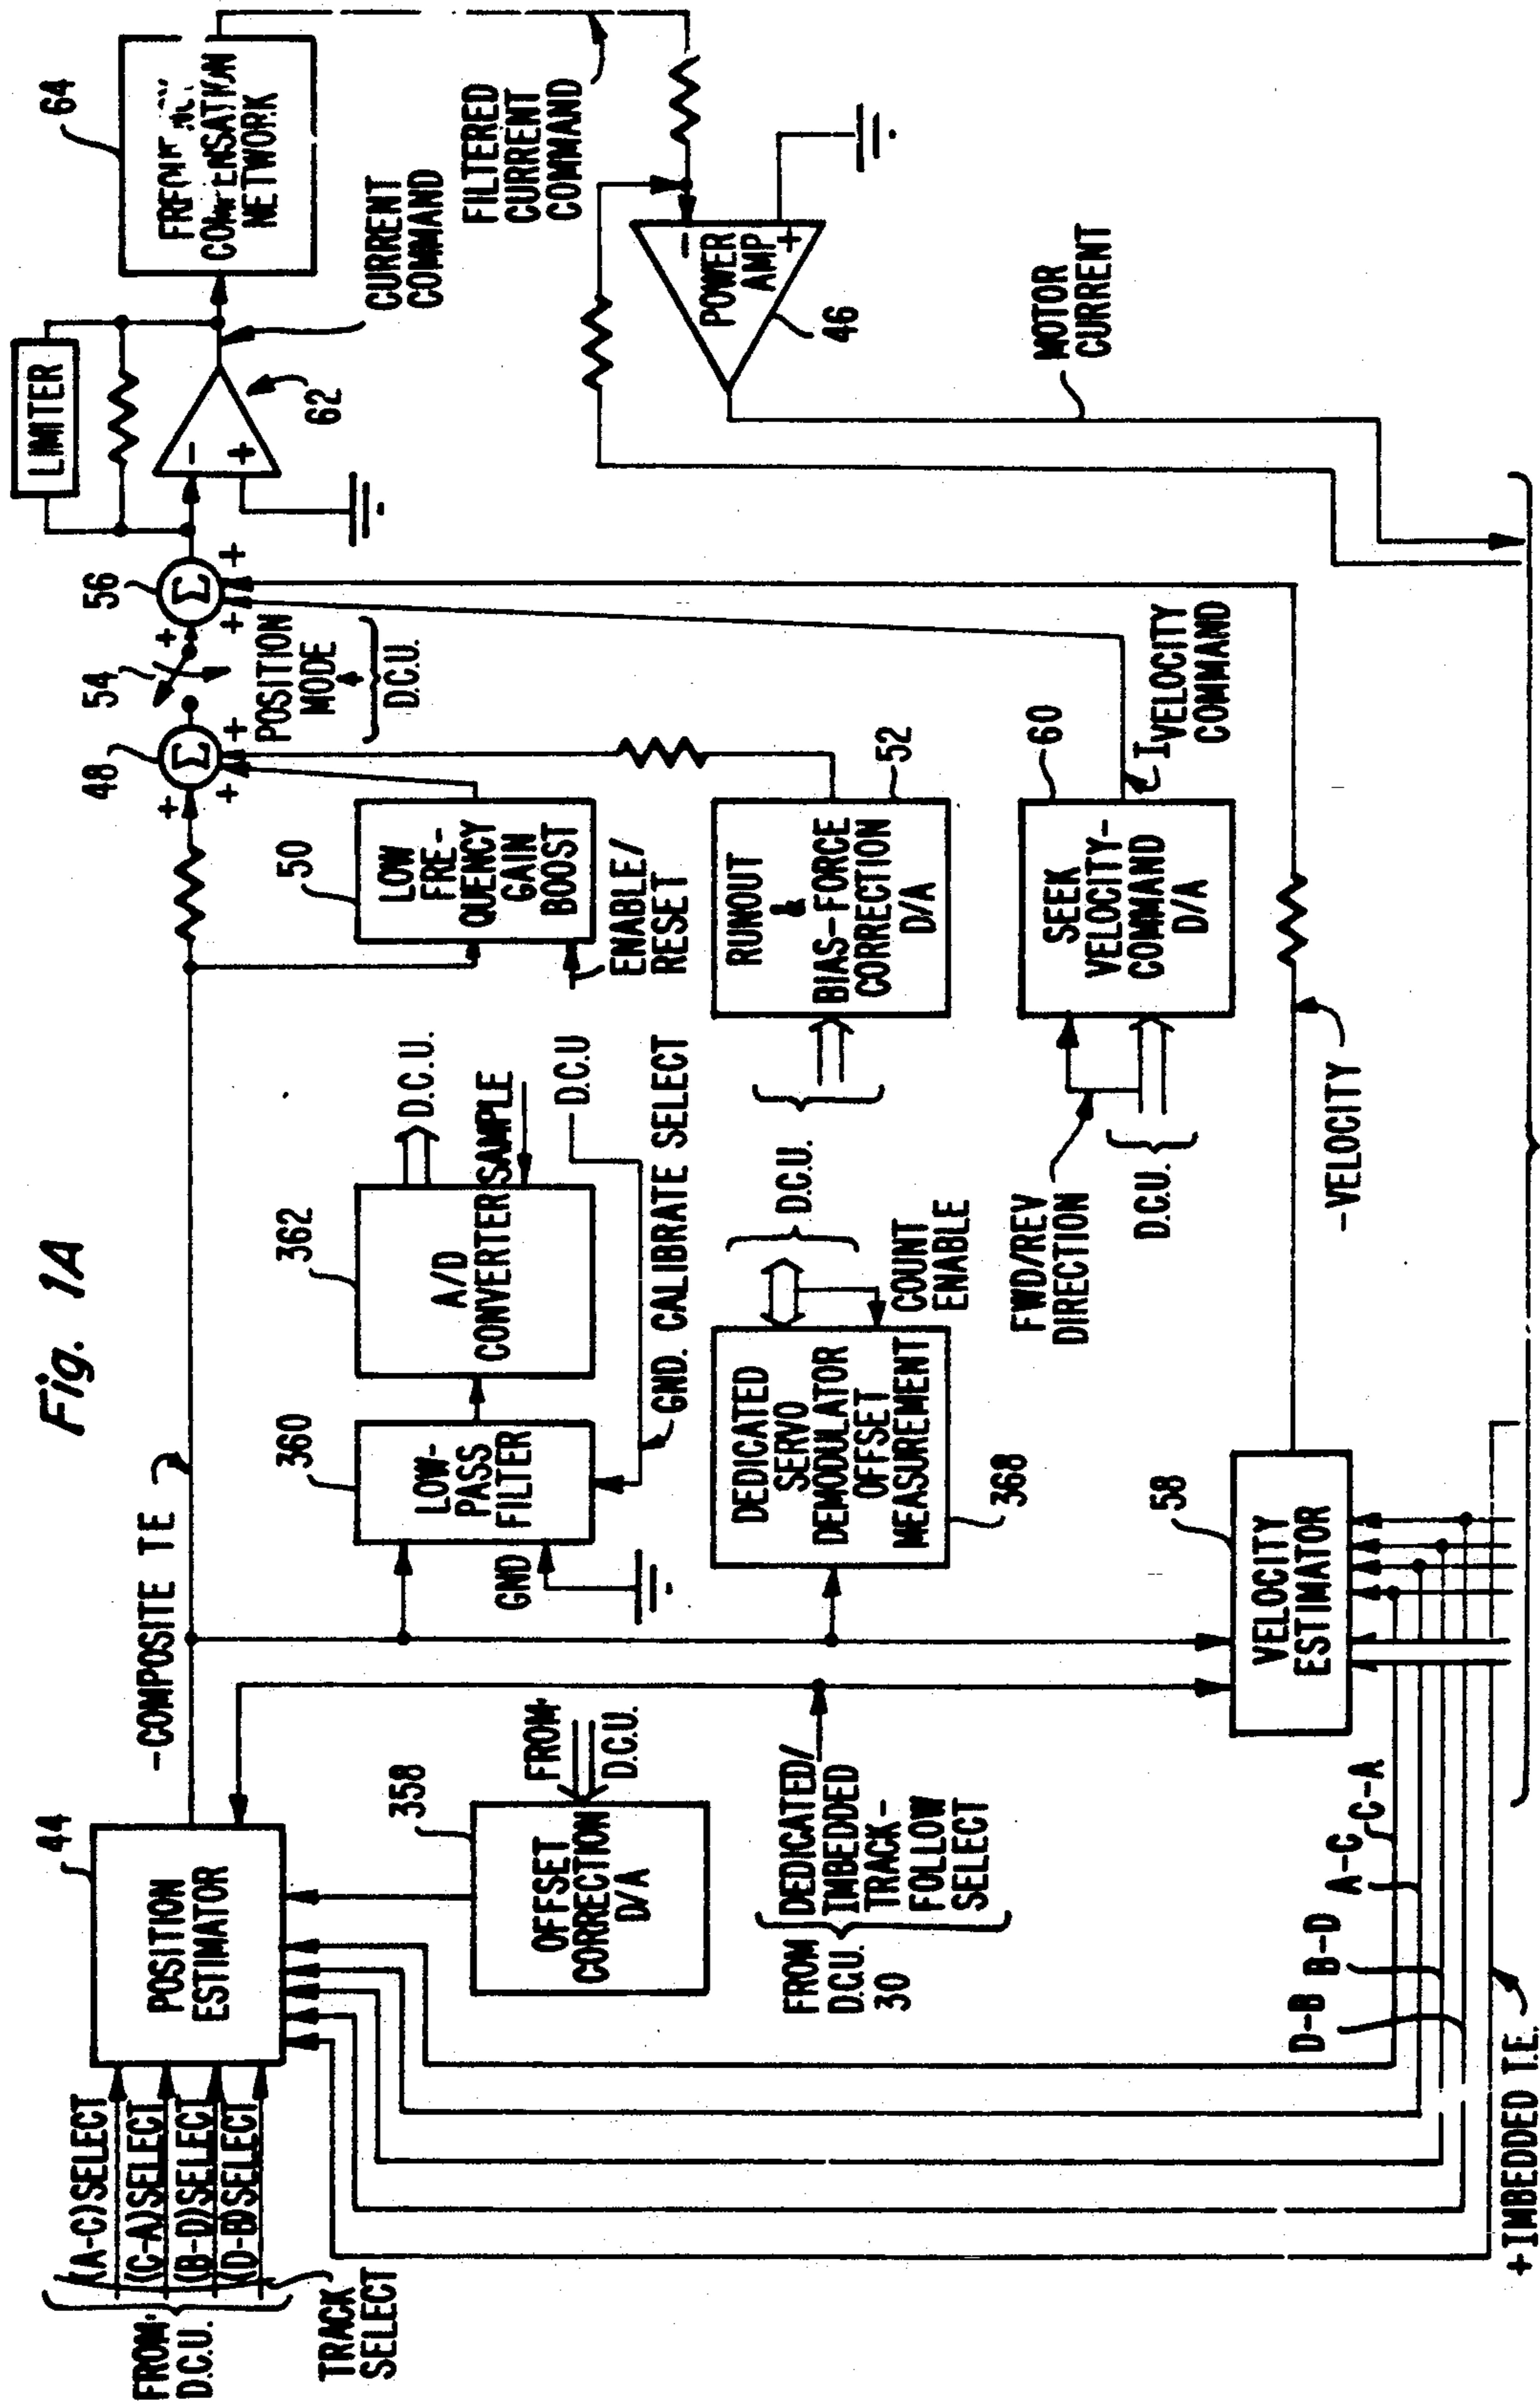 Fig. 1A
FROM
D.C.U.
(A-C)SELECT
(C-A)SELECT
(B-D)SELECT
(D-B)SELECT
TRACK
SELECT
44
POSITION
ESTIMATOR
-COMPOSITE TE
358
OFFSET
CORRECTION
D/A
FROM
D.C.U.
FROM
D.C.U.
30
DEDICATED/
IMBEDDED
TRACK-
FOLLOW
SELECT
360
LOW-
PASS
FILTER
GND
362
A/D
CONVERTER
D.C.U.
SAMPLE
D.C.U
GND. CALIBRATE SELECT
DEDICATED
SERVO
DEMODULATOR
OFFSET
MEASUREMENT
368
D.C.U.
COUNT
ENABLE
58
VELOCITY
ESTIMATOR
-VELOCITY
C-A
A-C
B-D
D-B
+IMBEDDED T.E.
50
LOW
FRE-
QUENCY
GAIN
BOOST
ENABLE/
RESET
RUNOUT
&
BIAS-FORCE
CORRECTION
D/A
52
60
SEEK
VELOCITY-
COMMAND
D/A
FWD/REV
DIRECTION
D.C.U.
VELOCITY
COMMAND
48
Σ
+
+
+
54
POSITION
MODE
D.C.U.
56
Σ
+
+
+
LIMITER
-
+
62
CURRENT
COMMAND
64
COMPENSATION
NETWORK
FILTERED
CURRENT
COMMAND
-
POWER
AMP
+
46
MOTOR
CURRENT